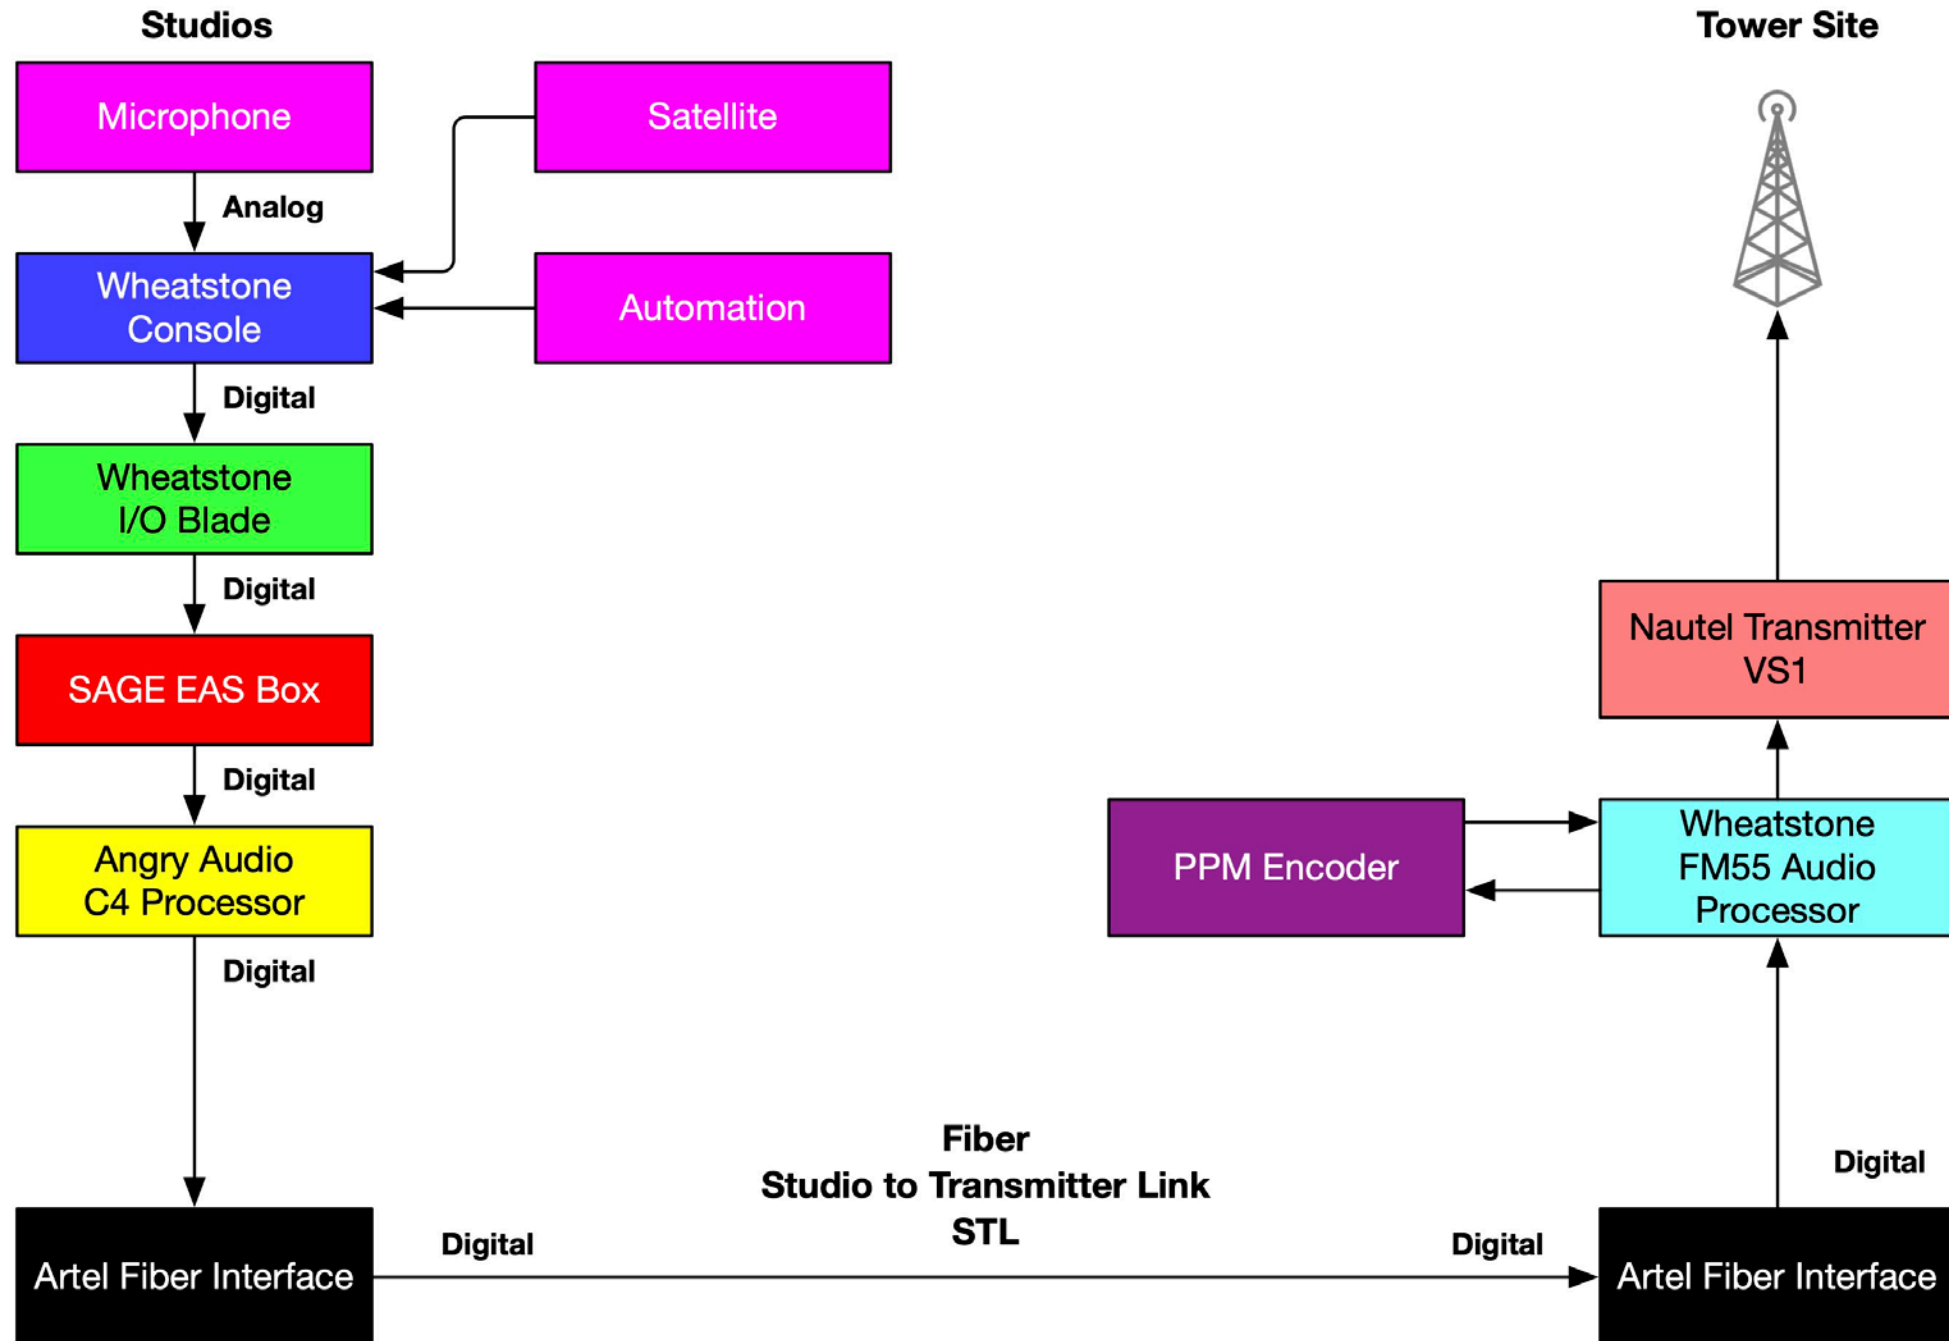 Studios
Tower Site
Microphone
Satellite
Analog
Wheatstone
Console
Automation
Digital
Wheatstone
I/O Blade
Digital
SAGE EAS Box
Digital
Angry Audio
C4 Processor
Digital
Artel Fiber Interface
Digital
Fiber
Studio to Transmitter Link
STL
Digital
Artel Fiber Interface
Digital
PPM Encoder
Wheatstone
FM55 Audio
Processor
Nautel Transmitter
VS1